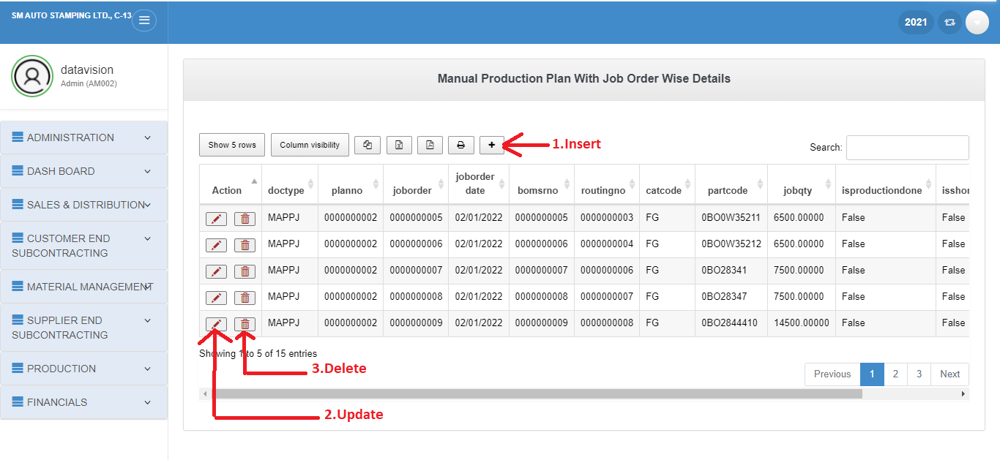 SM AUTO STAMPING LTD., C-13
2021
datavision
Admin (AM002)
ADMINISTRATION
DASH BOARD
SALES & DISTRIBUTION
CUSTOMER END
SUBCONTRACTING
MATERIAL MANAGEMENT
SUPPLIER END
SUBCONTRACTING
PRODUCTION
FINANCIALS
Manual Production Plan With Job Order Wise Details
Show 5 rows Column visibility + 1.Insert Search:
Action doctype planno joborder joborder date bomsrno routingno catcode partcode jobqty isproductiondone isshor
MAPPJ 0000000002 0000000005 02/01/2022 0000000005 0000000003 FG 0BO0W35211 6500.00000 False False
MAPPJ 0000000002 0000000006 02/01/2022 0000000006 0000000004 FG 0BO0W35212 6500.00000 False False
MAPPJ 0000000002 0000000007 02/01/2022 0000000007 0000000006 FG 0BO28341 7500.00000 False False
MAPPJ 0000000002 0000000008 02/01/2022 0000000008 0000000007 FG 0BO28347 7500.00000 False False
MAPPJ 0000000002 0000000009 02/01/2022 0000000009 0000000008 FG 0BO2844410 14500.00000 False False
Showing 1 to 5 of 15 entries
3.Delete
Previous 1 2 3 Next
2.Update